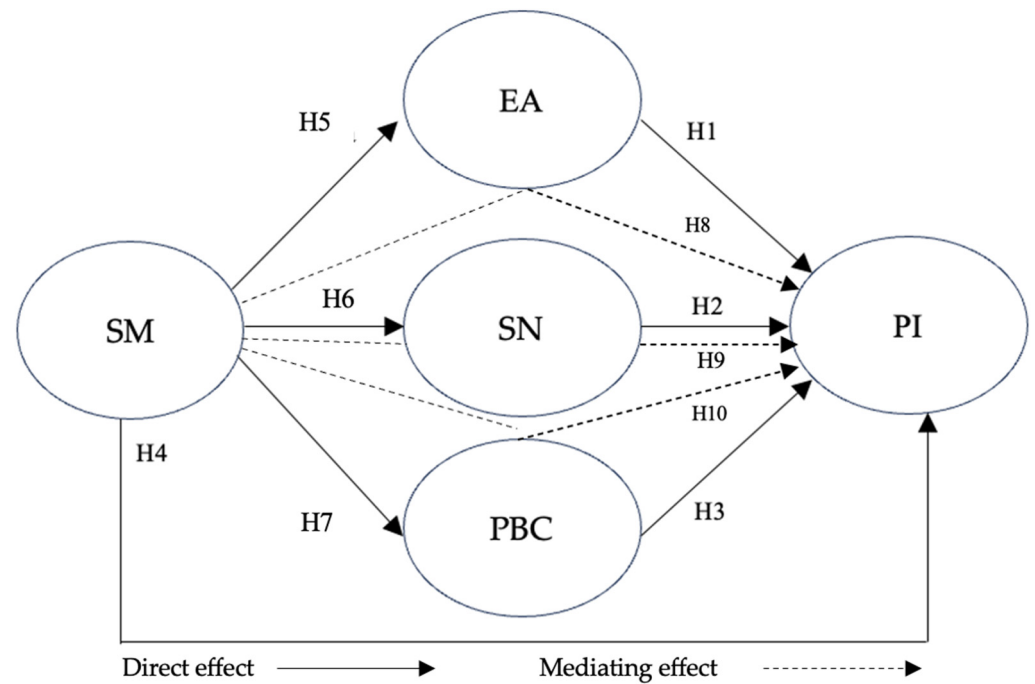 EA
H5
H1
H8
H6
H2
SM
SN
PI
H9
H10
H4
H7
PBC
H3
Direct effect
Mediating effect